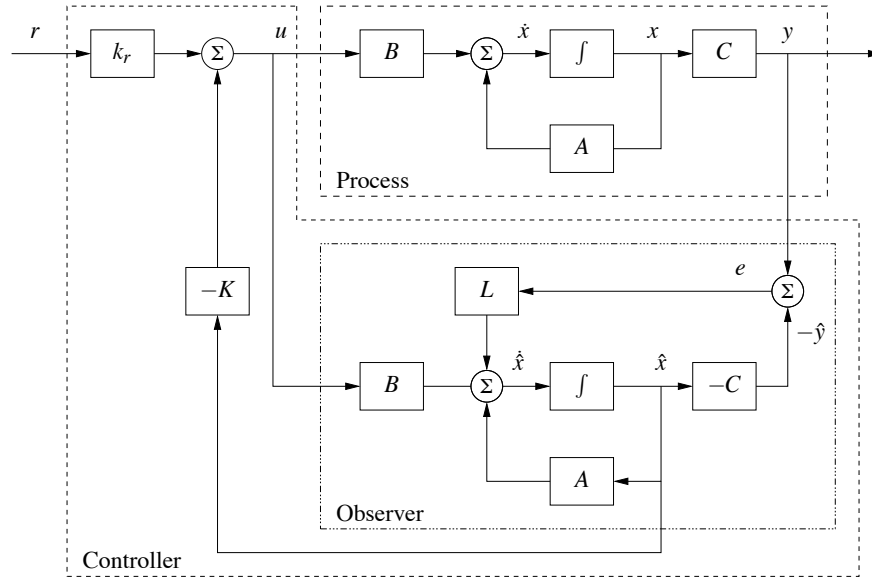 r
k_r
Σ
u
B
Σ
ẋ
∫
x
C
y
A
Process
−K
L
e
Σ
−ŷ
B
Σ
x̂̇
∫
x̂
−C
A
Observer
Controller